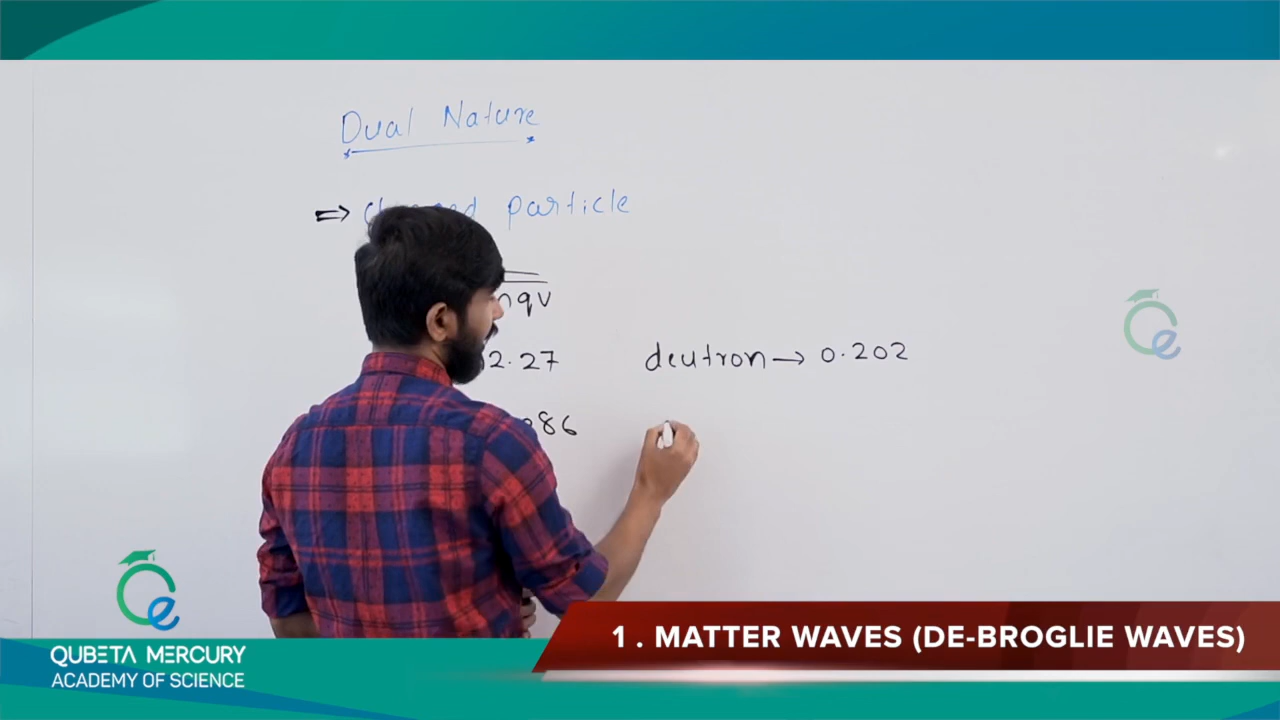 Dual Nature
⇒ particle
qv
2.27
deutron → 0.202
86
QUBETA MERCURY
ACADEMY OF SCIENCE
1. MATTER WAVES (DE-BROGLIE WAVES)